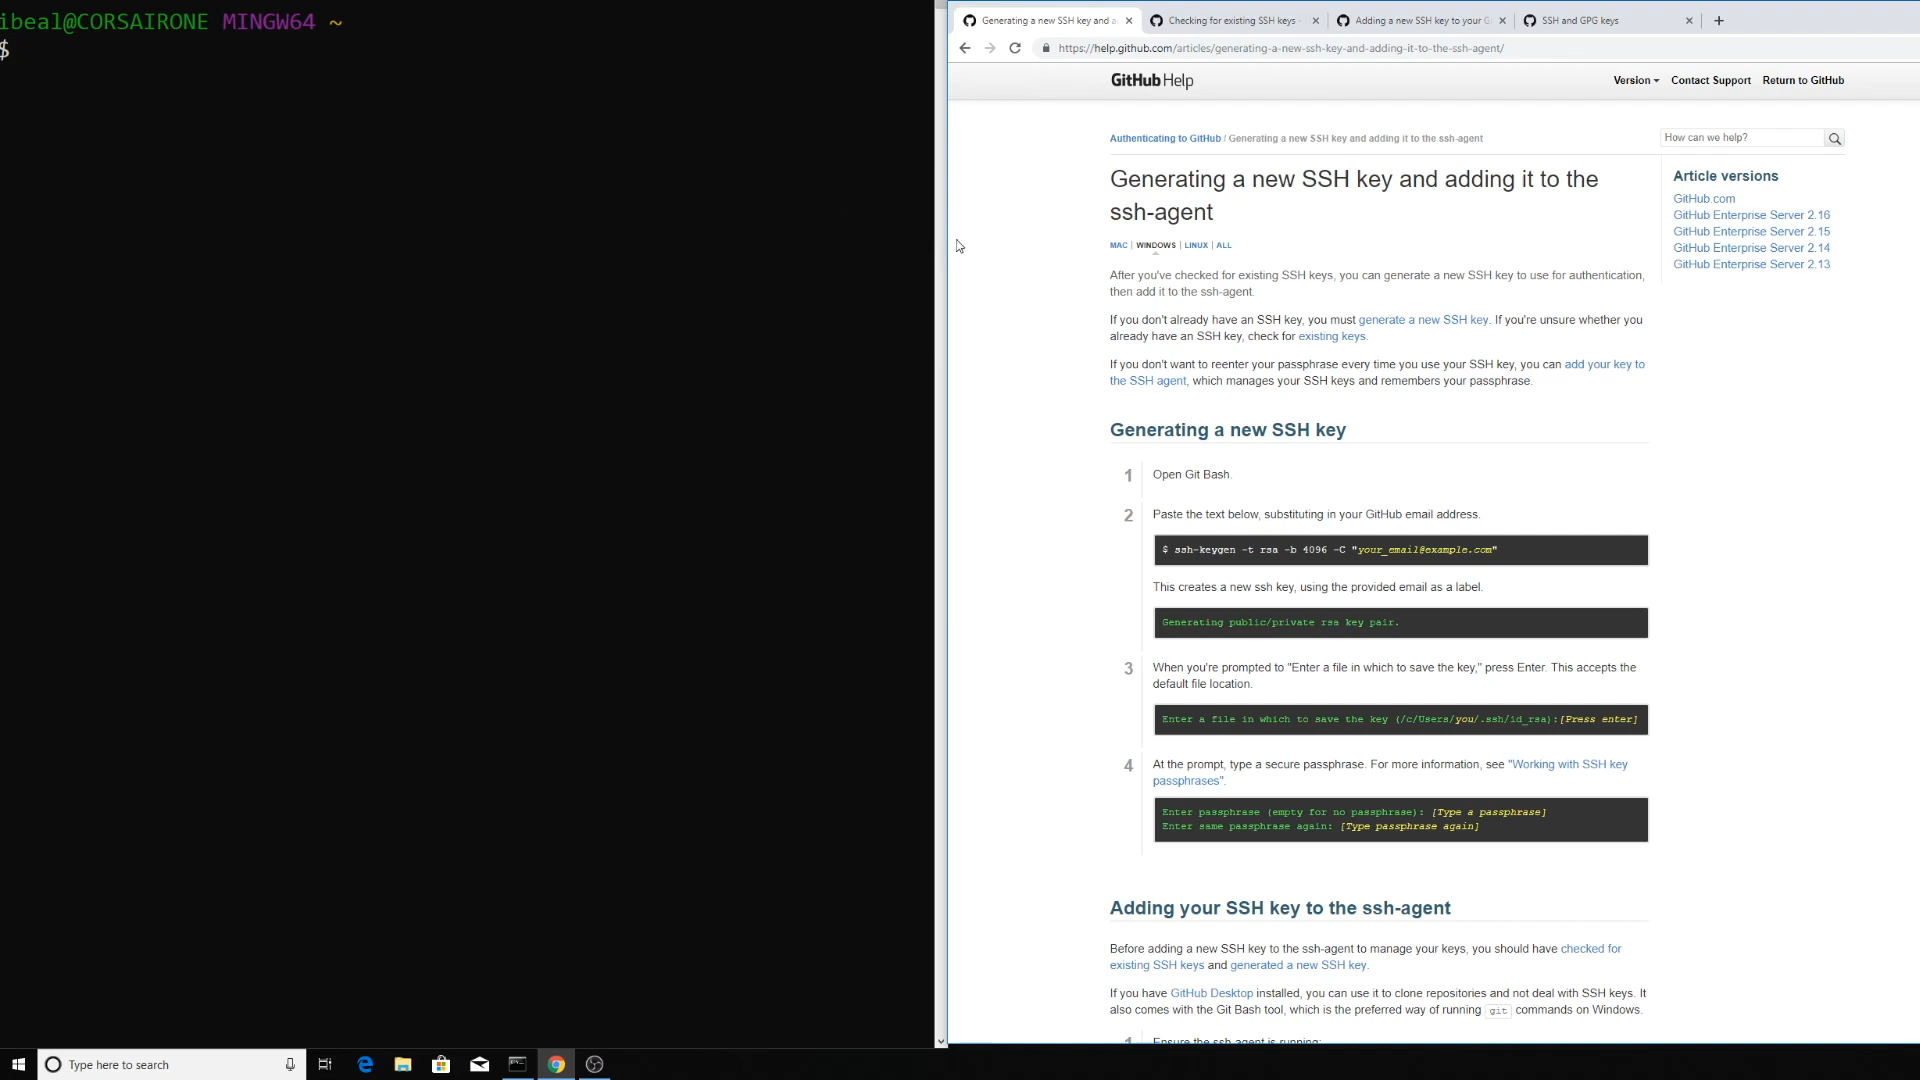 ibeal@CORSAIRONE MINGW64 ~
$
Generating a new SSH key and a
Checking for existing SSH keys -
Adding a new SSH key to your G
SSH and GPG keys
https://help.github.com/articles/generating-a-new-ssh-key-and-adding-it-to-the-ssh-agent/
GitHub Help
Version
Contact Support
Return to GitHub
Authenticating to GitHub / Generating a new SSH key and adding it to the ssh-agent
How can we help?
Generating a new SSH key and adding it to the
ssh-agent
MAC | WINDOWS | LINUX | ALL
Article versions
GitHub.com
GitHub Enterprise Server 2.16
GitHub Enterprise Server 2.15
GitHub Enterprise Server 2.14
GitHub Enterprise Server 2.13
After you've checked for existing SSH keys, you can generate a new SSH key to use for authentication,
then add it to the ssh-agent.
If you don't already have an SSH key, you must generate a new SSH key. If you're unsure whether you
already have an SSH key, check for existing keys.
If you don't want to reenter your passphrase every time you use your SSH key, you can add your key to
the SSH agent, which manages your SSH keys and remembers your passphrase.
Generating a new SSH key
1 Open Git Bash.
2 Paste the text below, substituting in your GitHub email address.
$ ssh-keygen -t rsa -b 4096 -C "your_email@example.com"
This creates a new ssh key, using the provided email as a label.
Generating public/private rsa key pair.
3 When you're prompted to "Enter a file in which to save the key," press Enter. This accepts the
default file location.
Enter a file in which to save the key (/c/Users/you/.ssh/id_rsa):[Press enter]
4 At the prompt, type a secure passphrase. For more information, see "Working with SSH key
passphrases".
Enter passphrase (empty for no passphrase): [Type a passphrase]
Enter same passphrase again: [Type passphrase again]
Adding your SSH key to the ssh-agent
Before adding a new SSH key to the ssh-agent to manage your keys, you should have checked for
existing SSH keys and generated a new SSH key.
If you have GitHub Desktop installed, you can use it to clone repositories and not deal with SSH keys. It
also comes with the Git Bash tool, which is the preferred way of running git commands on Windows.
1 Ensure the ssh-agent is running:
Type here to search